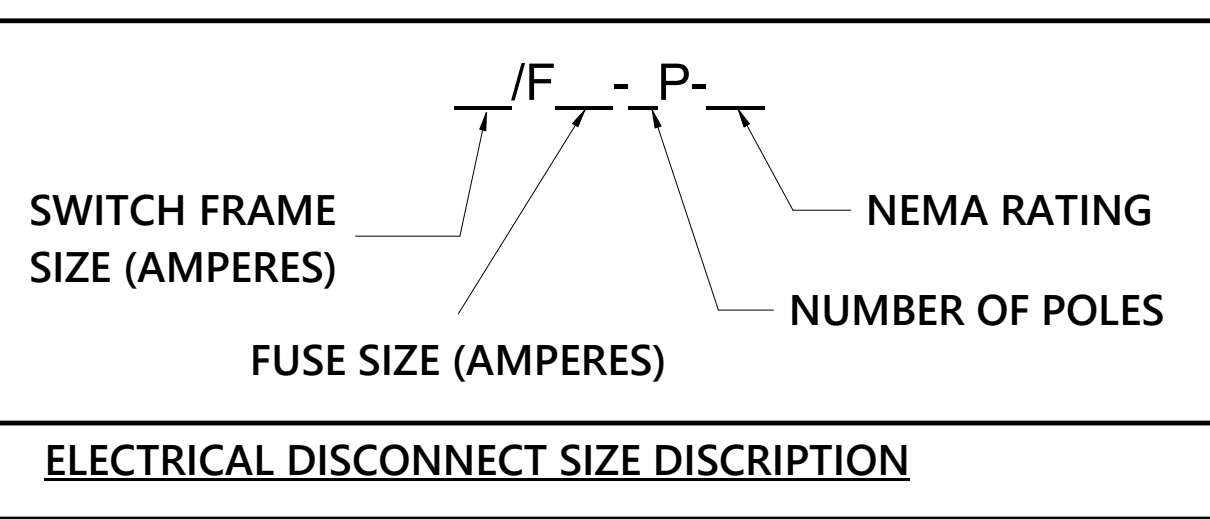 __/F__-_P-__
SWITCH FRAME
SIZE (AMPERES)
NEMA RATING
NUMBER OF POLES
FUSE SIZE (AMPERES)
ELECTRICAL DISCONNECT SIZE DISCRIPTION